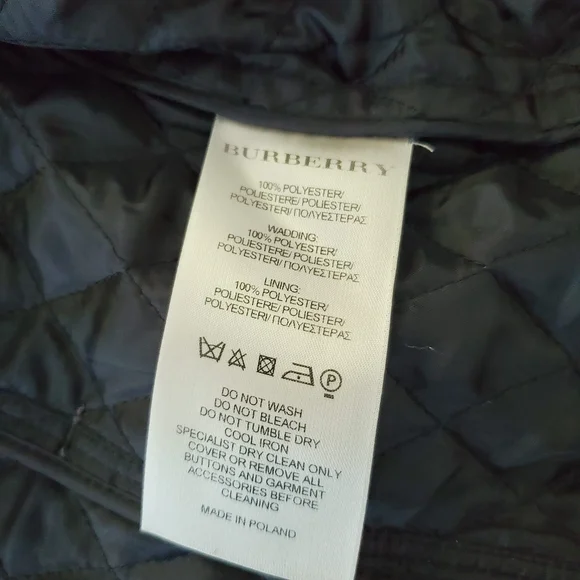 BURBERRY
100% POLYESTER/
POLIESTERE/ POLIESTER/
POLYESTERI/ ΠΟΛΥΕΣΤΕΡΑΣ
WADDING:
100% POLYESTER/
POLIESTERE/ POLIESTER/
POLYESTERI/ ΠΟΛΥΕΣΤΕΡΑΣ
LINING:
100% POLYESTER/
POLIESTERE/ POLIESTER/
POLYESTERI/ ΠΟΛΥΕΣΤΕΡΑΣ
P
DO NOT WASH
DO NOT BLEACH
DO NOT TUMBLE DRY
COOL IRON
SPECIALIST DRY CLEAN ONLY
COVER OR REMOVE ALL
BUTTONS AND GARMENT
ACCESSORIES BEFORE
CLEANING
MADE IN POLAND